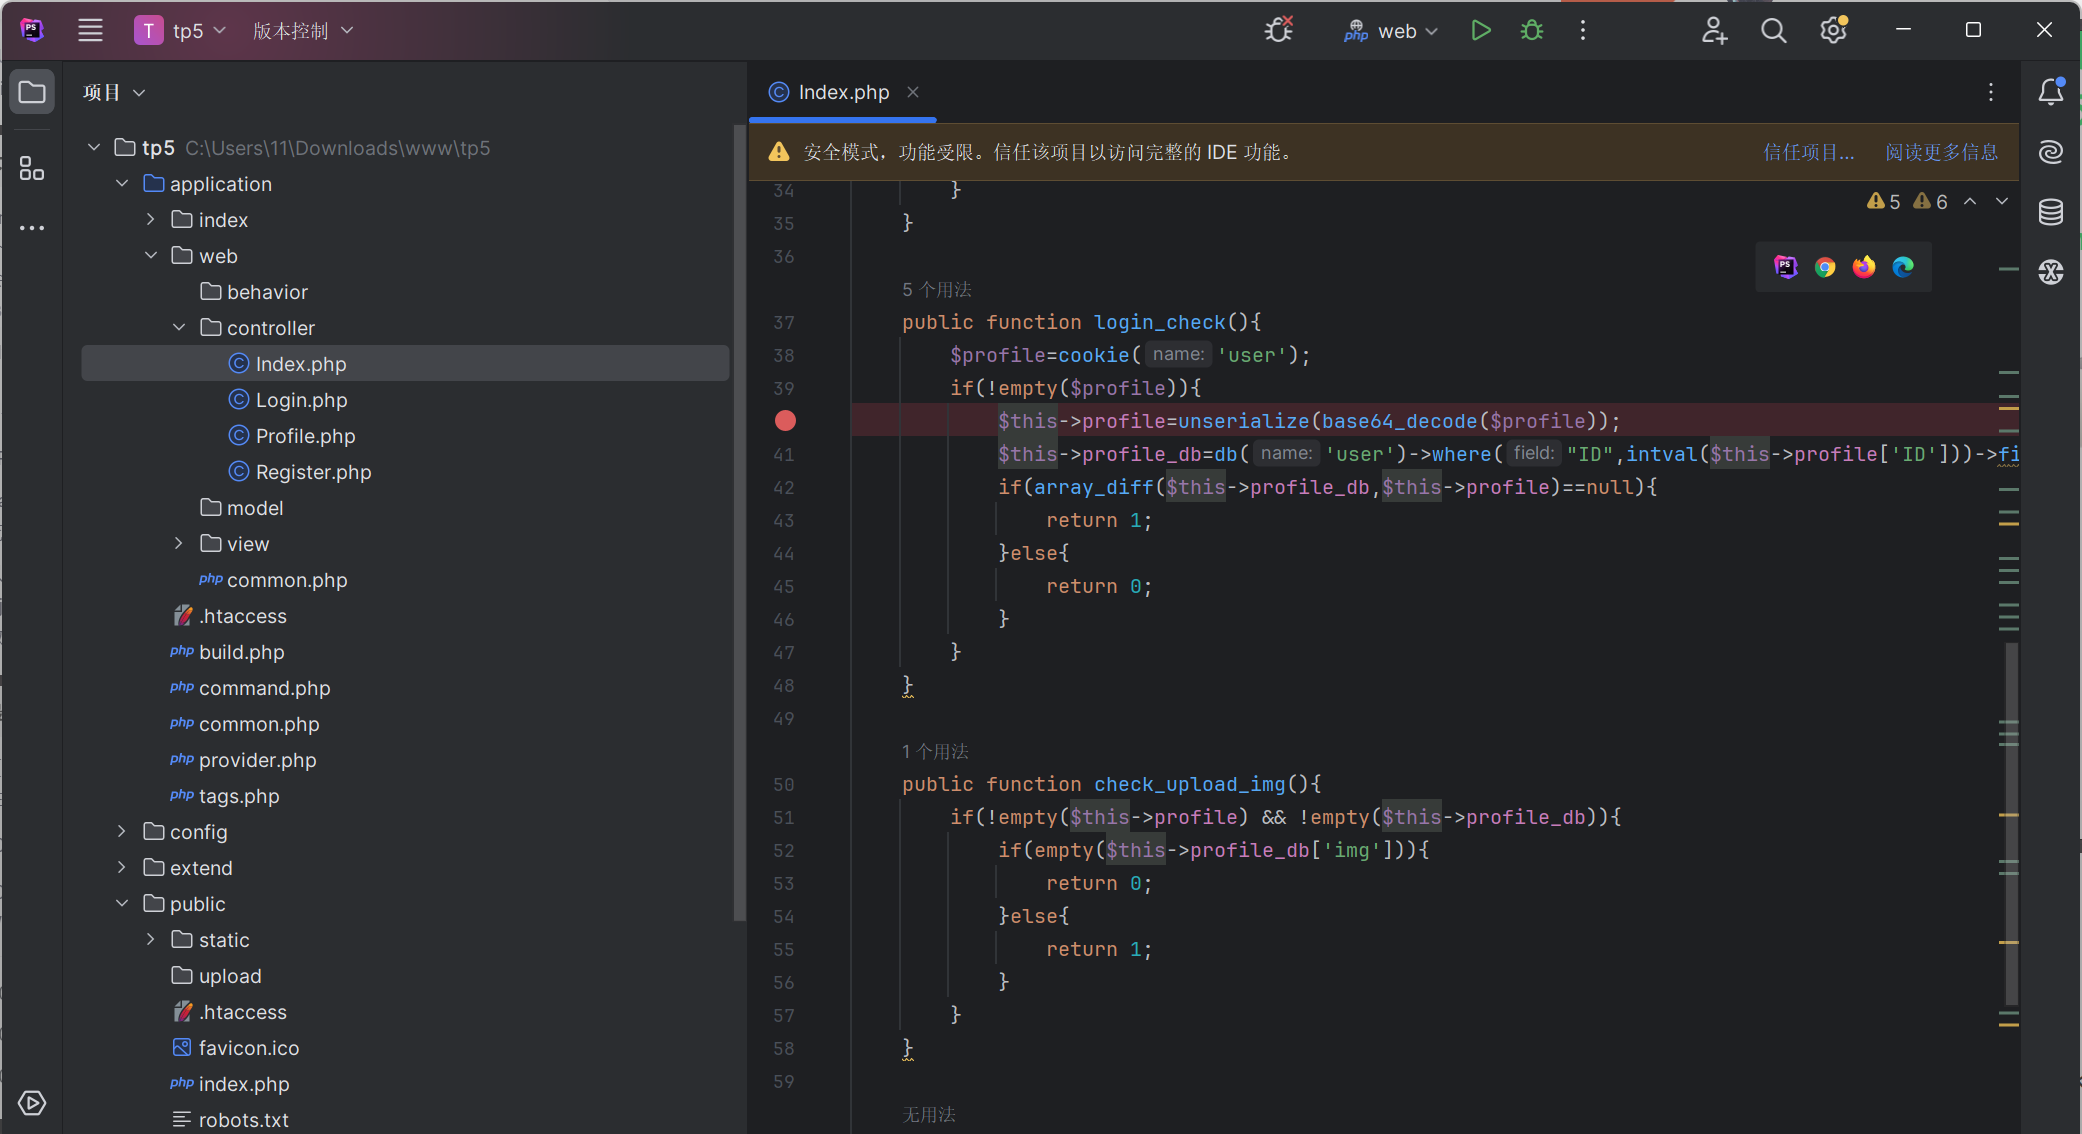 T tp5 版本控制
web
项目
tp5 C:\Users\11\Downloads\www\tp5
application
index
web
behavior
controller
Index.php
Login.php
Profile.php
Register.php
model
view
php common.php
.htaccess
php build.php
php command.php
php common.php
php provider.php
php tags.php
config
extend
public
static
upload
.htaccess
favicon.ico
php index.php
robots.txt
Index.php
安全模式，功能受限。信任该项目以访问完整的 IDE 功能。 信任项目... 阅读更多信息
5 6
34 }
35 }
36
5 个用法
37 public function login_check(){
38 $profile=cookie( name: 'user');
39 if(!empty($profile)){
$this->profile=unserialize(base64_decode($profile));
41 $this->profile_db=db( name: 'user')->where( field: "ID",intval($this->profile['ID']))->fi
42 if(array_diff($this->profile_db,$this->profile)==null){
43 return 1;
44 }else{
45 return 0;
46 }
47 }
48 }
49
1 个用法
50 public function check_upload_img(){
51 if(!empty($this->profile) && !empty($this->profile_db)){
52 if(empty($this->profile_db['img'])){
53 return 0;
54 }else{
55 return 1;
56 }
57 }
58 }
59
无用法